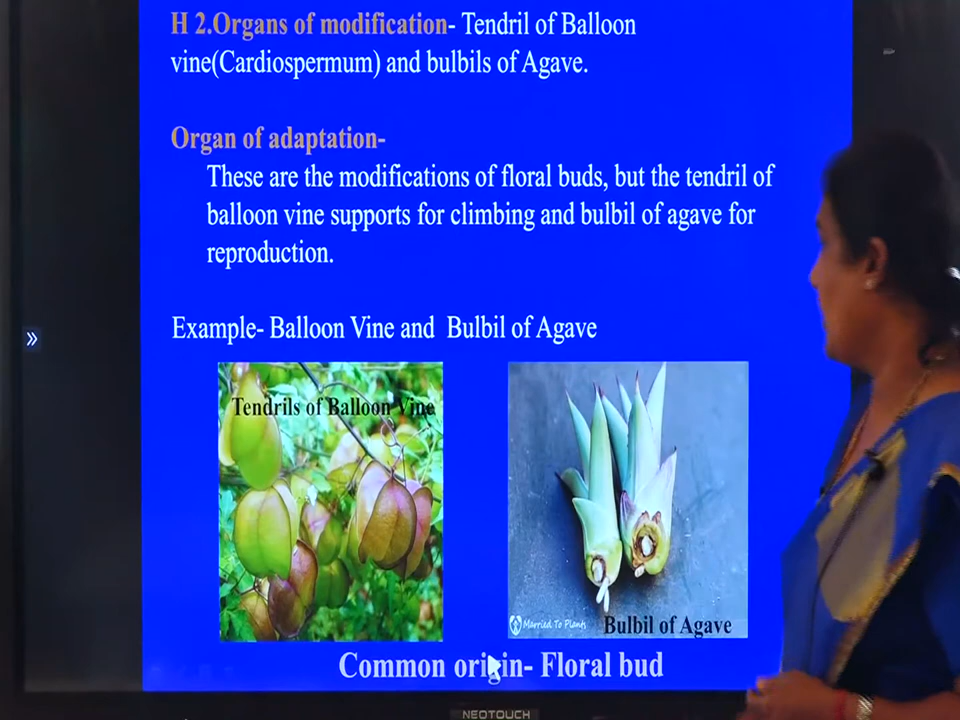 H 2.Organs of modification- Tendril of Balloon
vine(Cardiospermum) and bulbils of Agave.
Organ of adaptation-
These are the modifications of floral buds, but the tendril of
balloon vine supports for climbing and bulbil of agave for
reproduction.
Example- Balloon Vine and Bulbil of Agave
Tendrils of Balloon Vine
Married To Plants
Bulbil of Agave
Common origin- Floral bud
NEOTOUCH